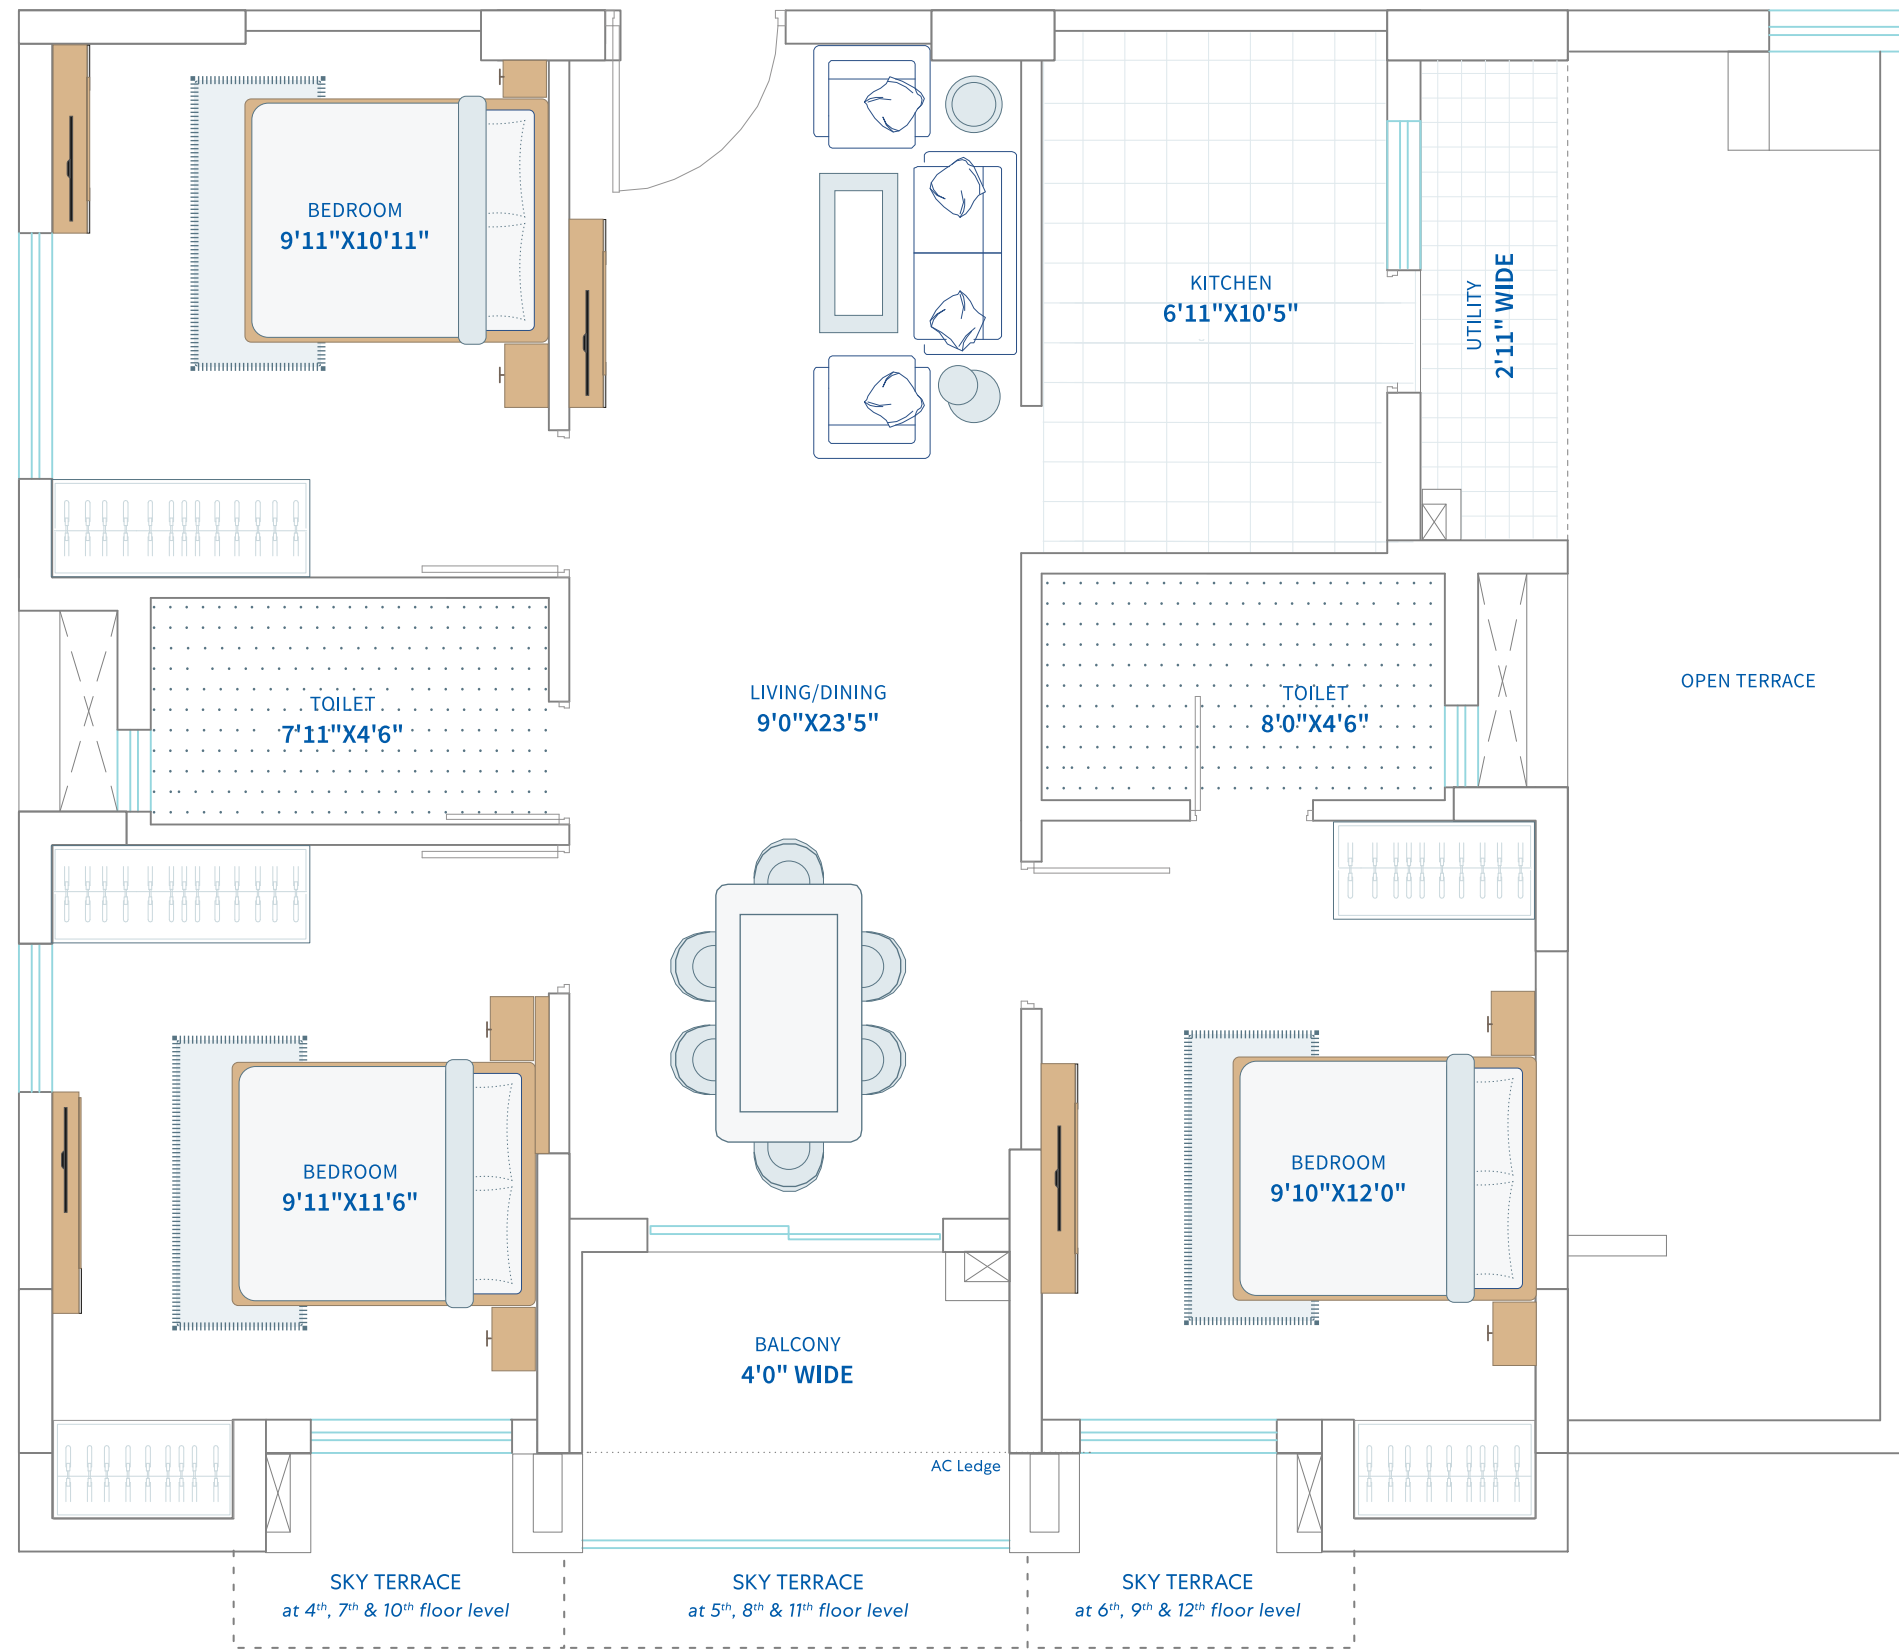 BEDROOM
9'11"X10'11"
KITCHEN
6'11"X10'5"
UTILITY
2'11" WIDE
TOILET
7'11"X4'6"
LIVING/DINING
9'0"X23'5"
TOILET
8'0"X4'6"
OPEN TERRACE
BEDROOM
9'11"X11'6"
BEDROOM
9'10"X12'0"
BALCONY
4'0" WIDE
AC Ledge
SKY TERRACE
at 4th, 7th & 10th floor level
SKY TERRACE
at 5th, 8th & 11th floor level
SKY TERRACE
at 6th, 9th & 12th floor level